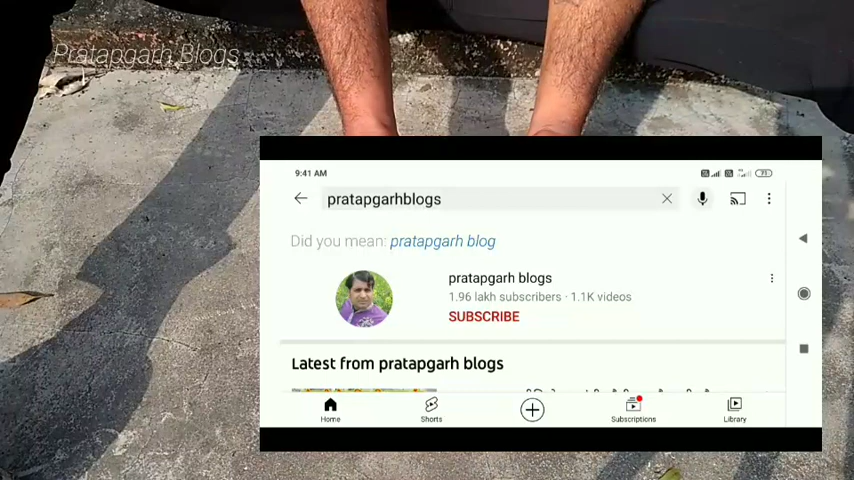 Pratapgarh Blogs
9:41 AM
73
pratapgarhblogs
Did you mean: pratapgarh blog
pratapgarh blogs
1.96 lakh subscribers · 1.1K videos
SUBSCRIBE
Latest from pratapgarh blogs
Home
Shorts
Subscriptions
Library